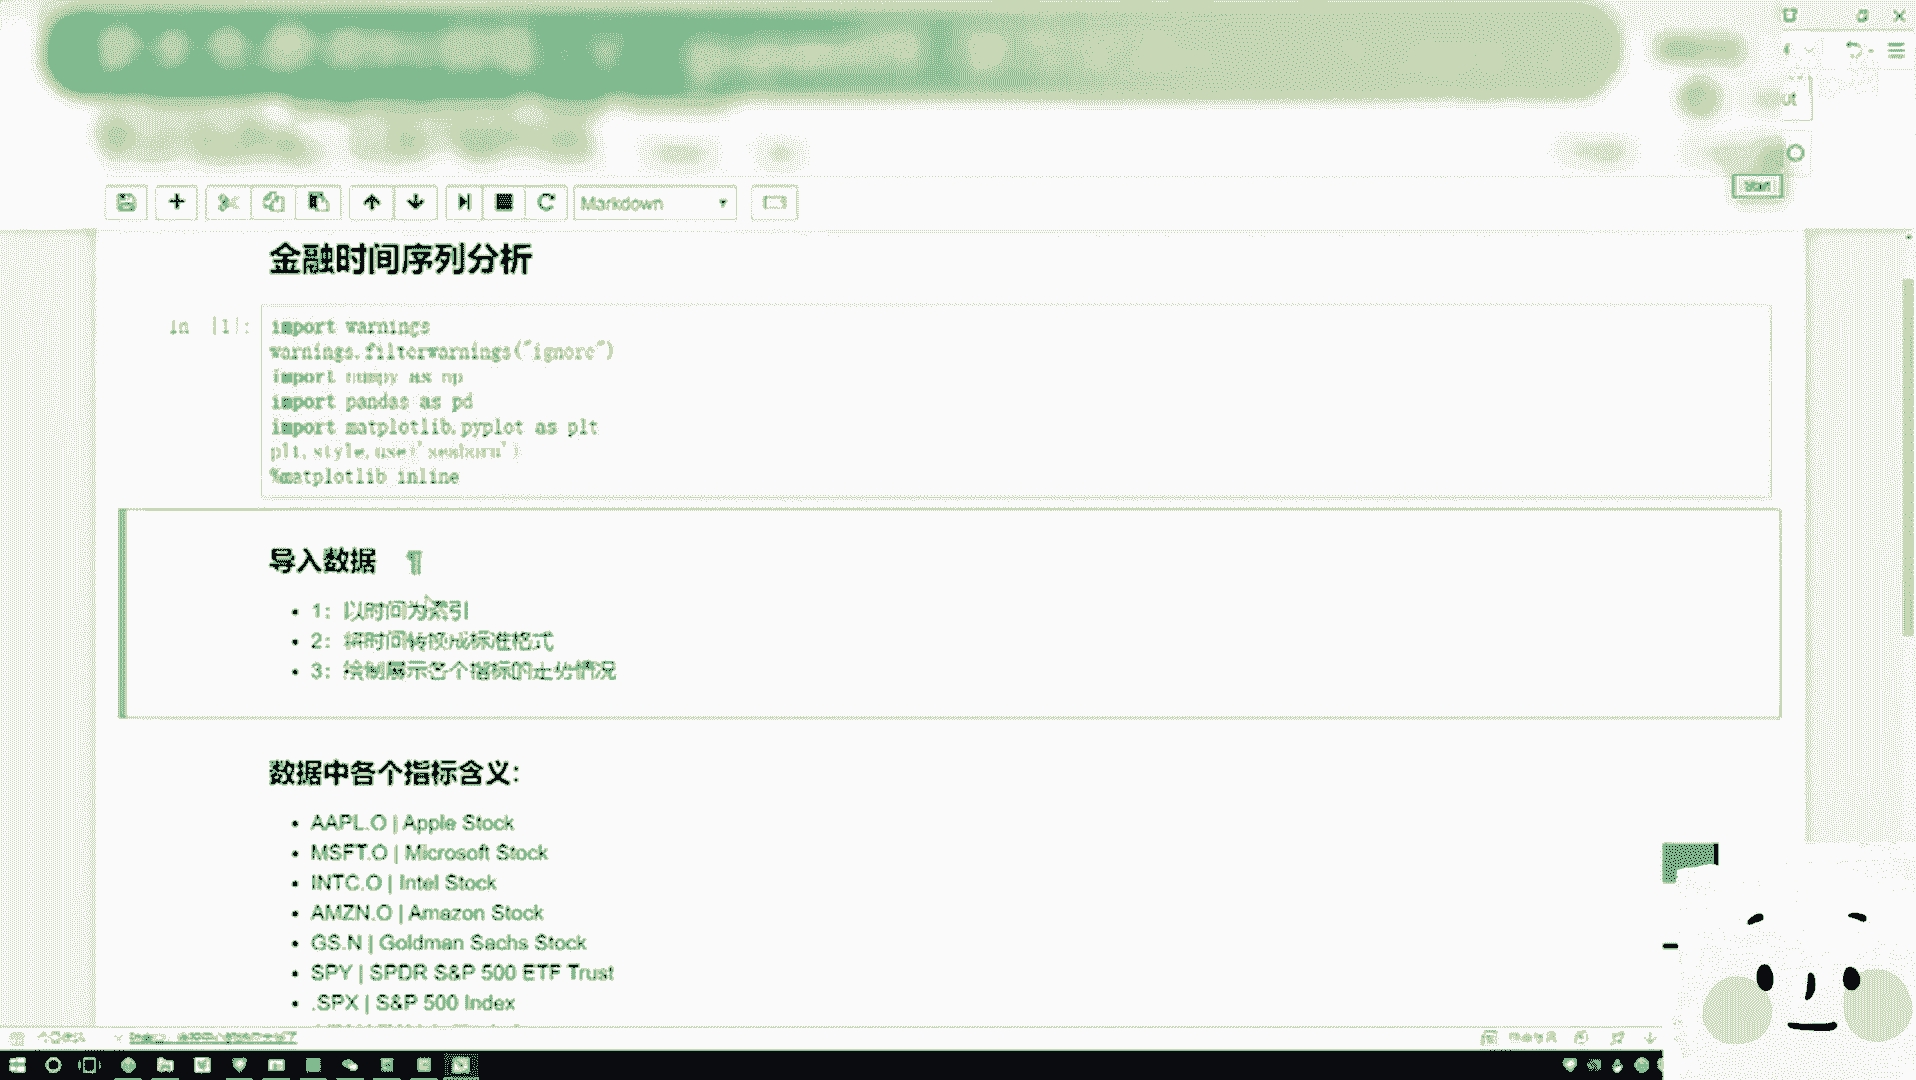 Markdown
Start
金融时间序列分析
In [1]:
import warnings
warnings.filterwarnings("ignore")
import numpy as np
import pandas as pd
import matplotlib.pyplot as plt
plt.style.use('seaborn')
%matplotlib inline
导入数据 ¶
1: 以时间为索引
2: 将时间转换成标准格式
3: 绘制展示各个指标的走势情况
数据中各个指标含义:
AAPL.O | Apple Stock
MSFT.O | Microsoft Stock
INTC.O | Intel Stock
AMZN.O | Amazon Stock
GS.N | Goldman Sachs Stock
SPY | SPDR S&P 500 ETF Trust
.SPX | S&P 500 Index